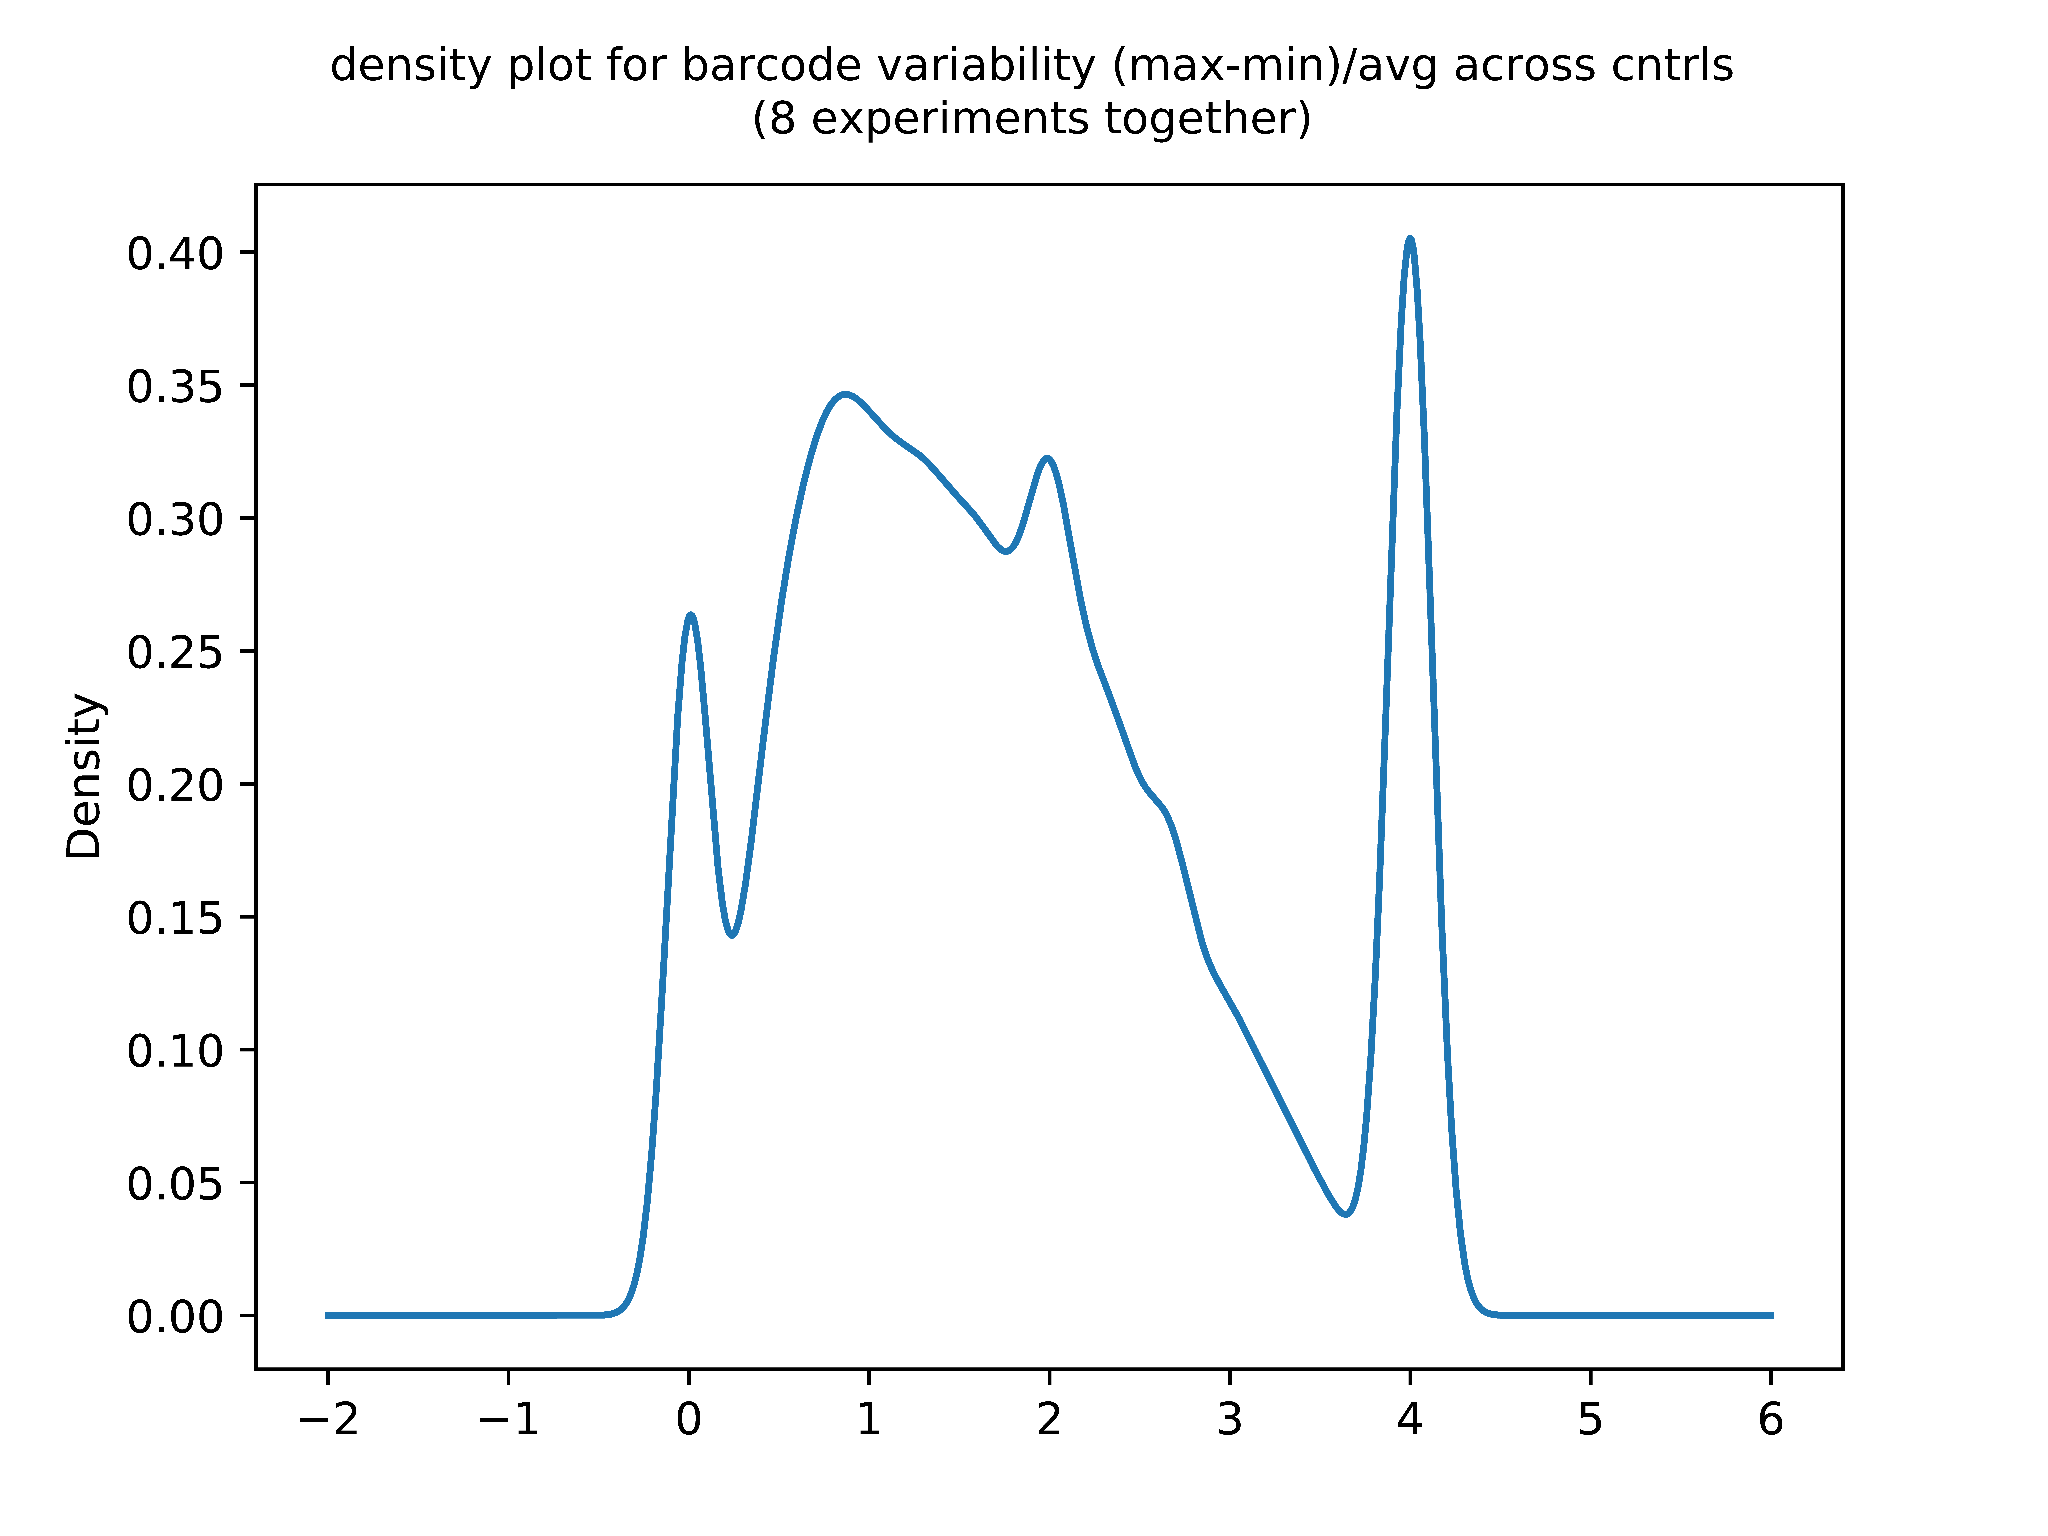 density plot for barcode variability (max-min)/avg across cntrls
(8 experiments together)
0.40
0.35
0.30
0.25
0.20
0.15
0.10
0.05
0.00
Density
−2 −1 0 1 2 3 4 5 6